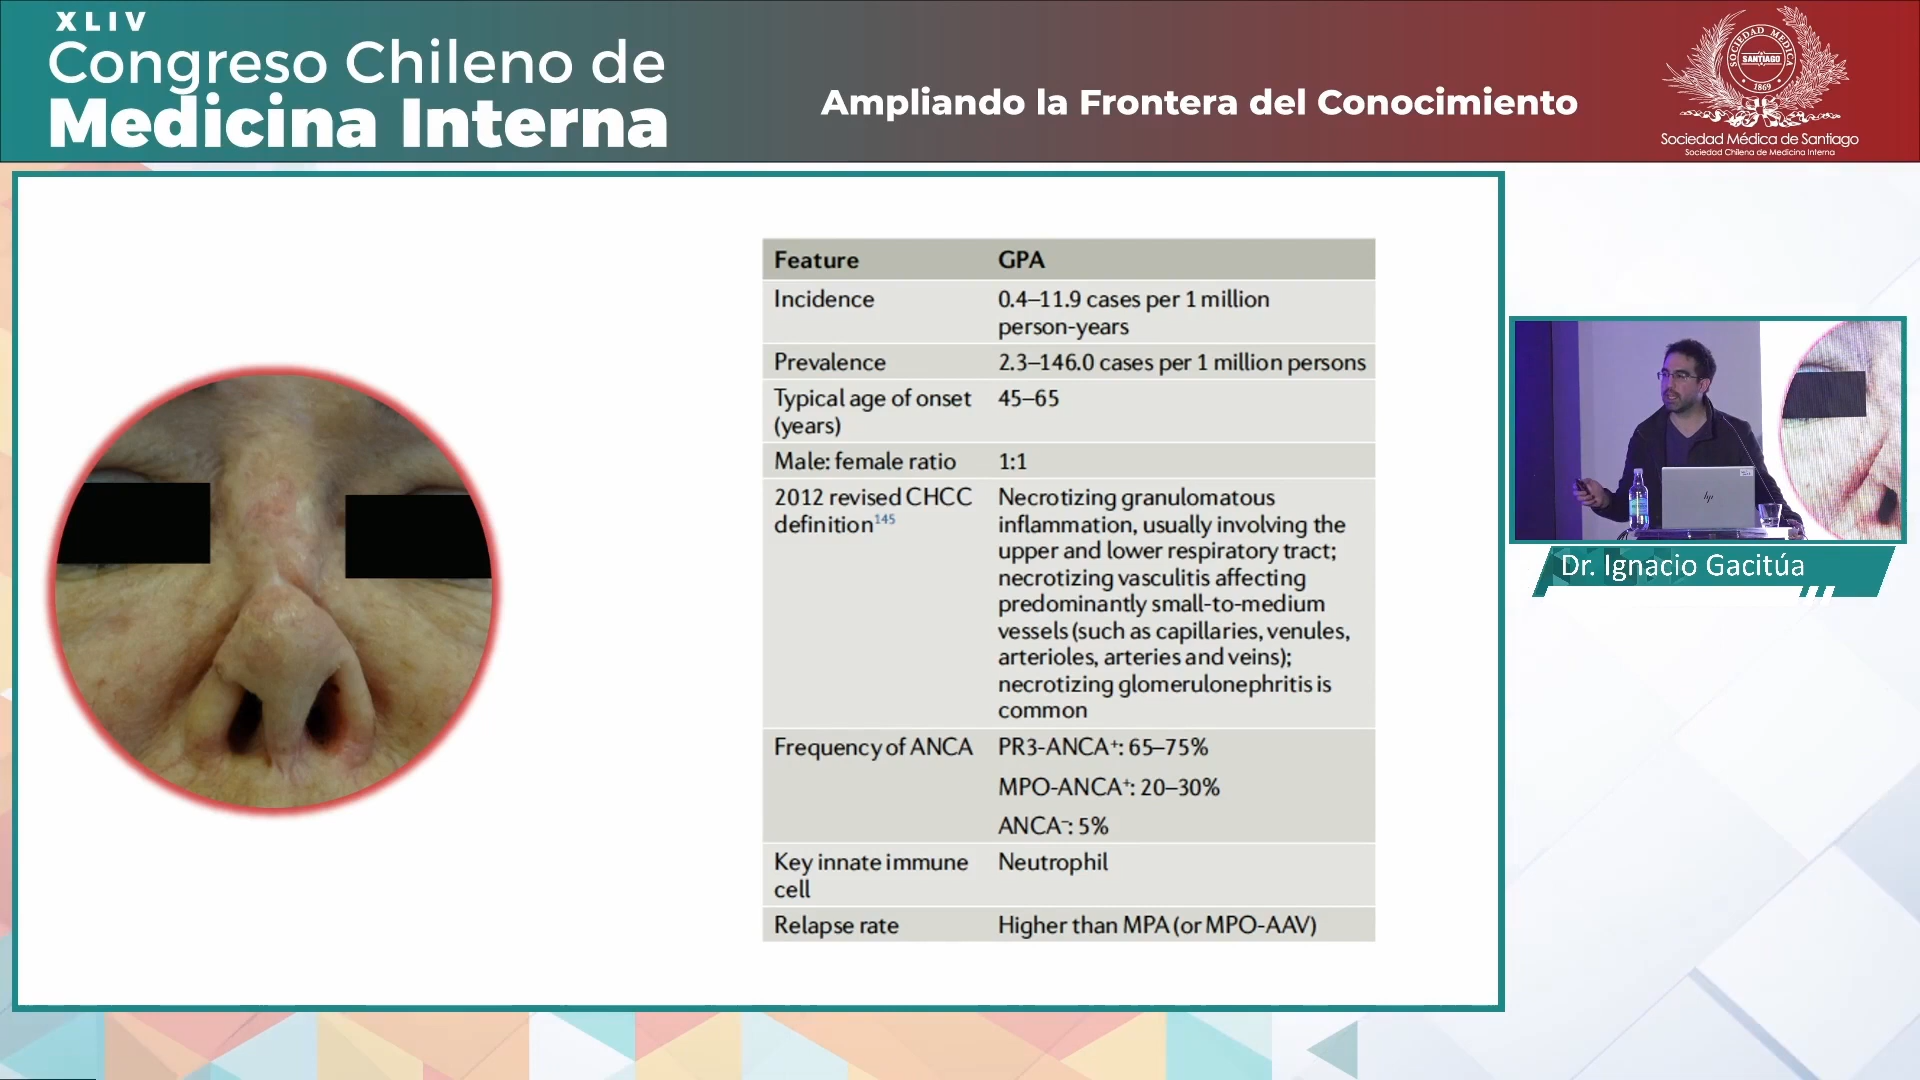 XLIV
Congreso Chileno de
Medicina Interna
Ampliando la Frontera del Conocimiento
SOCIEDAD MEDICA
SANTIAGO
1869
Sociedad Médica de Santiago
Sociedad Chilena de Medicina Interna
Feature GPA
Incidence 0.4–11.9 cases per 1 million
person-years
Prevalence 2.3–146.0 cases per 1 million persons
Typical age of onset 45–65
(years)
Male: female ratio 1:1
2012 revised CHCC Necrotizing granulomatous
definition145 inflammation, usually involving the
upper and lower respiratory tract;
necrotizing vasculitis affecting
predominantly small-to-medium
vessels (such as capillaries, venules,
arterioles, arteries and veins);
necrotizing glomerulonephritis is
common
Frequency of ANCA PR3-ANCA+: 65–75%
MPO-ANCA+: 20–30%
ANCA−: 5%
Key innate immune Neutrophil
cell
Relapse rate Higher than MPA (or MPO-AAV)
hp
Dr. Ignacio Gacitúa